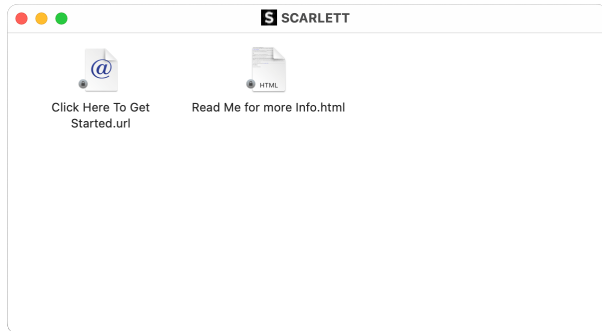 S SCARLETT
@
HTML
Click Here To Get
Started.url
Read Me for more Info.html